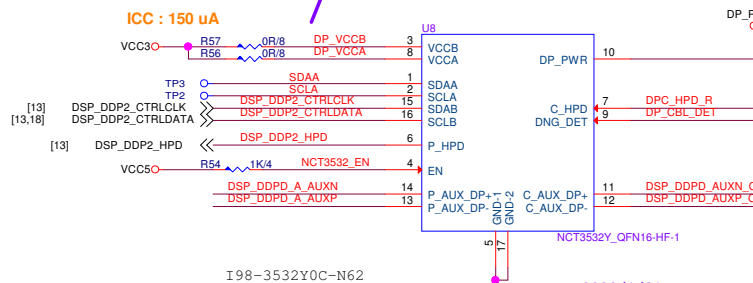 DP_
ICC : 150 uA
U8
VCC3 R57 0R/8 DP_VCCB 3 VCCB
R56 0R/8 DP_VCCA 8 VCCA DP_PWR 10
TP3 SDAA 1 SDAA
TP2 SCLA 2 SCLA
[13] DSP_DDP2_CTRLCLK DSP_DDP2_CTRLCLK 15 SDAB C_HPD 7 DPC_HPD_R
[13,18] DSP_DDP2_CTRLDATA DSP_DDP2_CTRLDATA 16 SCLB DNG_DET 9 DP_CBL_DET
[13] DSP_DDP2_HPD DSP_DDP2_HPD 6 P_HPD
VCC5 R54 1K/4 NCT3532_EN 4 EN
DSP_DDPD_A_AUXN 14 P_AUX_DP+ C_AUX_DP+ 11 DSP_DDPD_AUXN_
DSP_DDPD_A_AUXP 13 P_AUX_DP- C_AUX_DP- 12 DSP_DDPD_AUXP_
GND-1
GND-2
5
17
NCT3532Y_QFN16-HF-1
I98-3532Y0C-N62